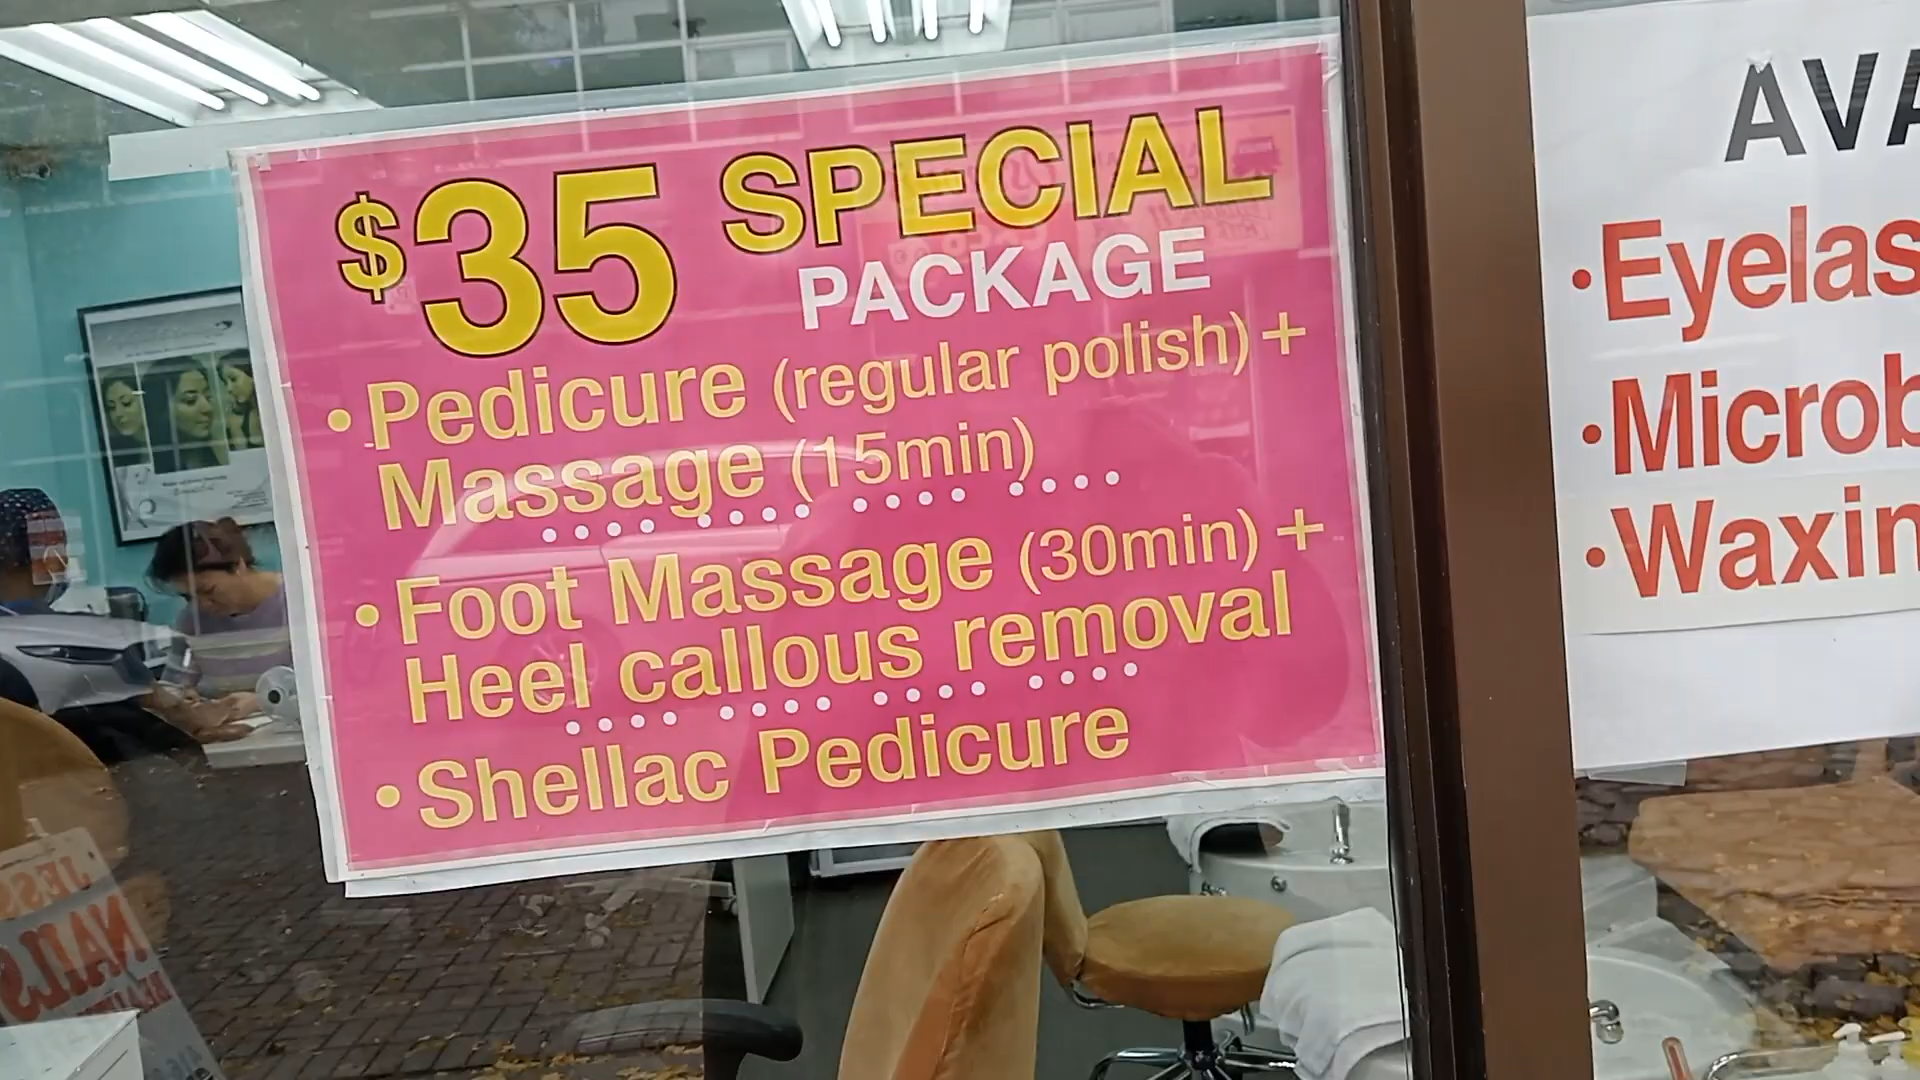 $35 SPECIAL
PACKAGE
• Pedicure (regular polish) +
Massage (15min)
• Foot Massage (30min) +
Heel callous removal
• Shellac Pedicure
AVA
• Eyelas
• Microb
• Waxin
NAILS